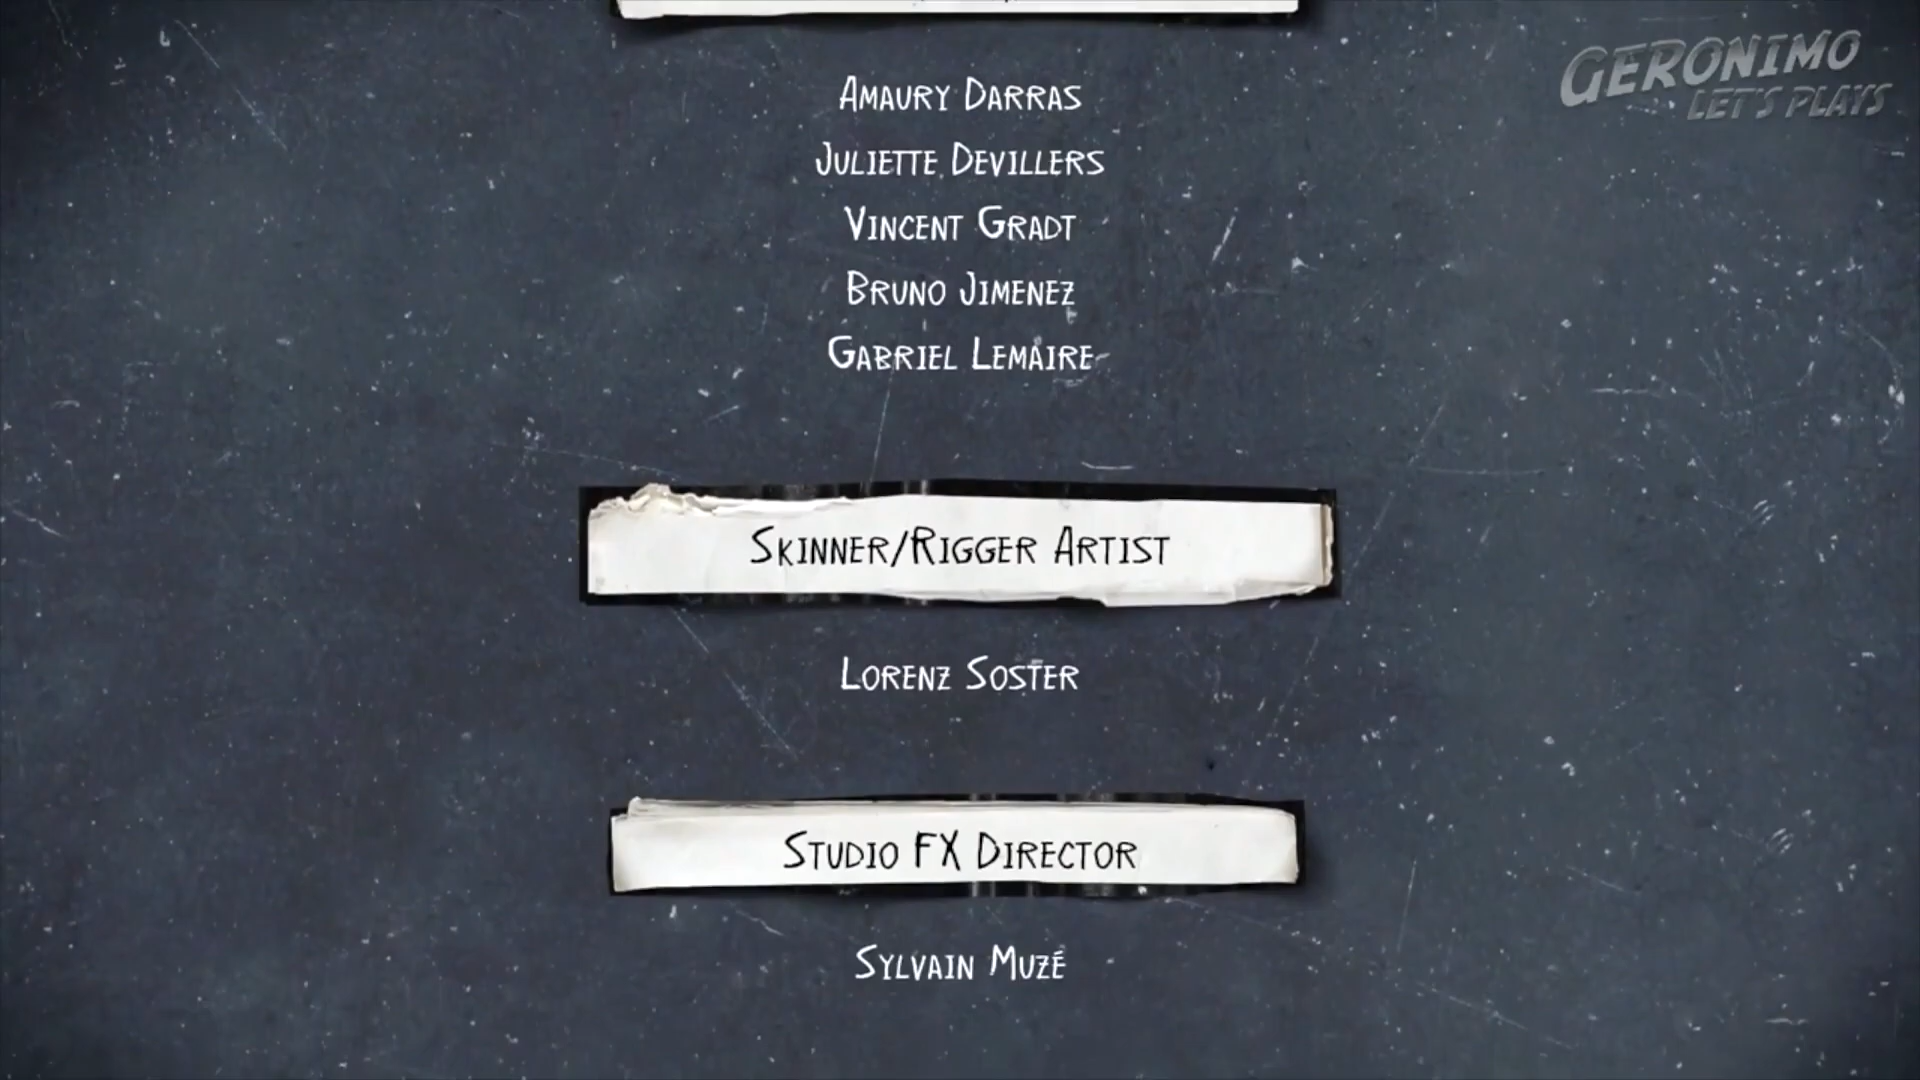 GERONIMO
LET'S PLAYS
AMAURY DARRAS
JULIETTE DEVILLERS
VINCENT GRADT
BRUNO JIMENEZ
GABRIEL LEMAIRE
SKINNER/RIGGER ARTIST
LORENZ SOSTER
STUDIO FX DIRECTOR
SYLVAIN MUZÉ